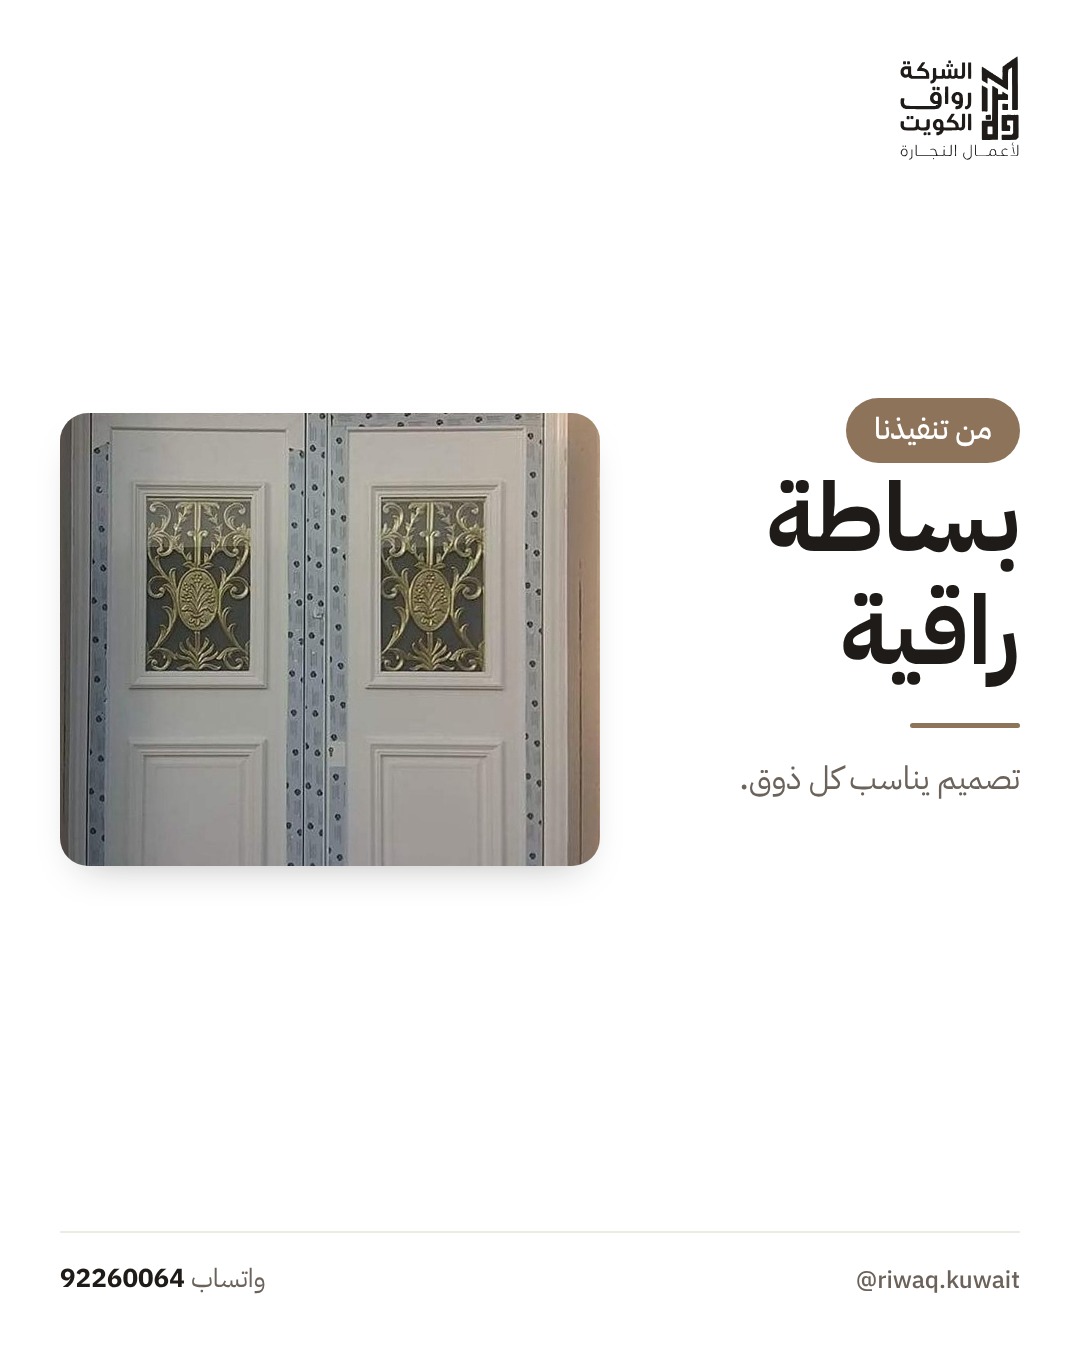 الشركة
رواق
الكويت
لأعمال النجارة
من تنفيذنا
بساطة
راقية
تصميم يناسب كل ذوق.
@riwaq.kuwait
واتساب 92260064